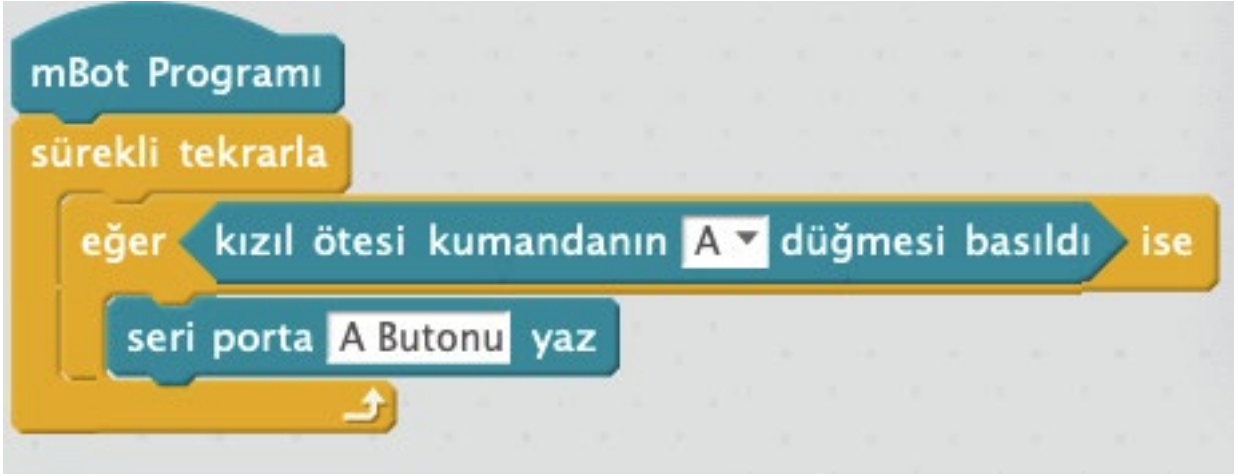 mBot Programı
sürekli tekrarla
eğer kızıl ötesi kumandanın A düğmesi basıldı ise
seri porta A Butonu yaz